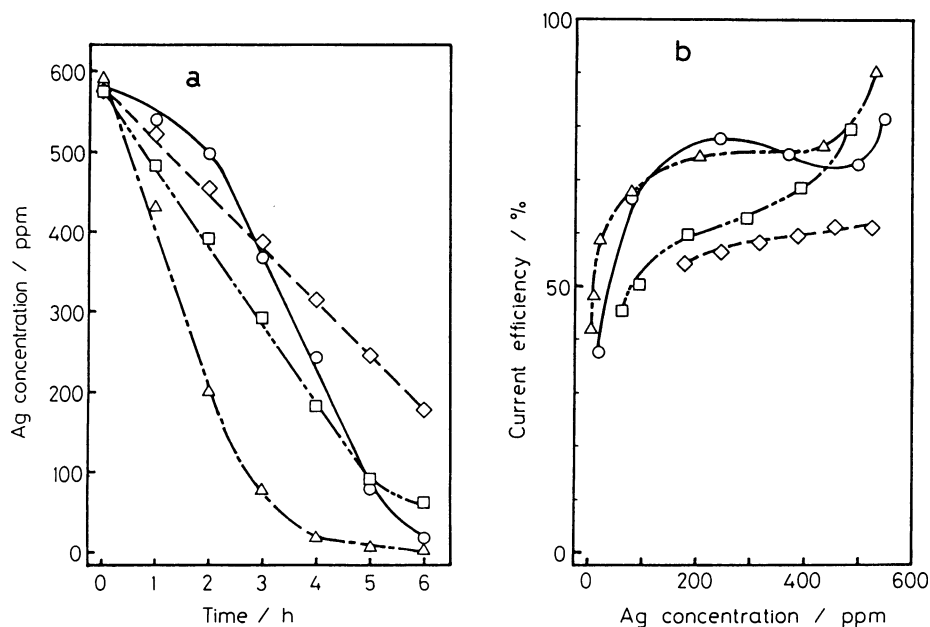 a
600
500
400
300
200
100
0
Ag concentration / ppm
0 1 2 3 4 5 6
Time / h
b
100
50
0
Current efficiency / %
0 200 400 600
Ag concentration / ppm